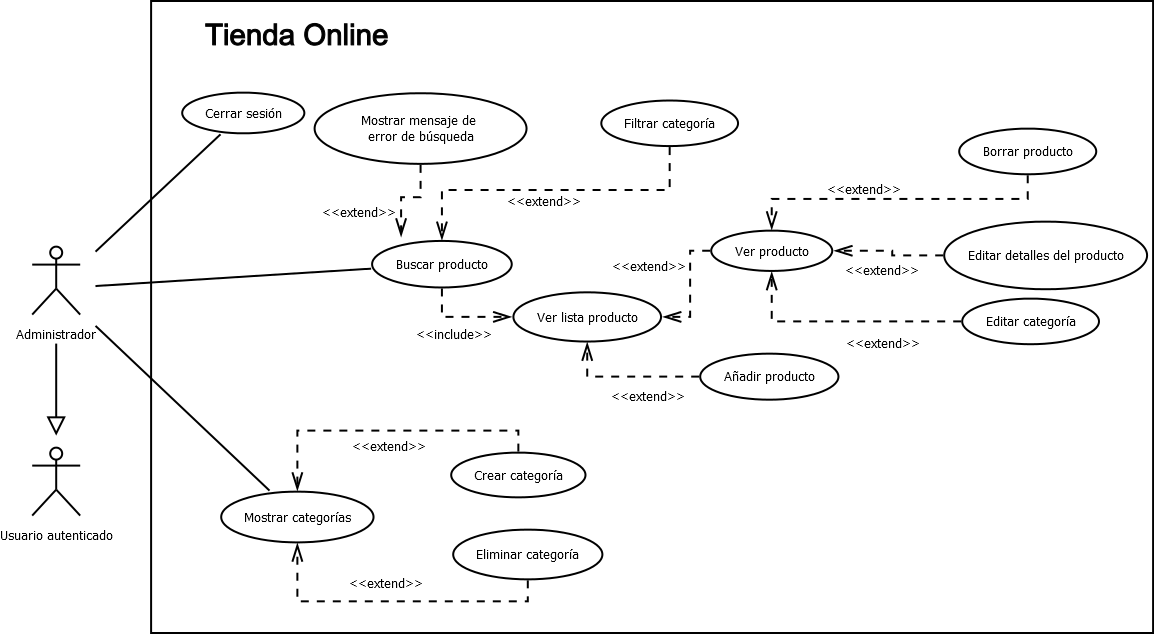 Tienda Online
Cerrar sesión
Mostrar mensaje de
error de búsqueda
Filtrar categoría
Borrar producto
<<extend>>
<<extend>>
<<extend>>
Buscar producto
Ver producto
Editar detalles del producto
<<extend>>
<<extend>>
Ver lista producto
Editar categoría
<<include>>
Administrador
<<extend>>
Añadir producto
<<extend>>
<<extend>>
Crear categoría
Mostrar categorías
Usuario autenticado
Eliminar categoría
<<extend>>